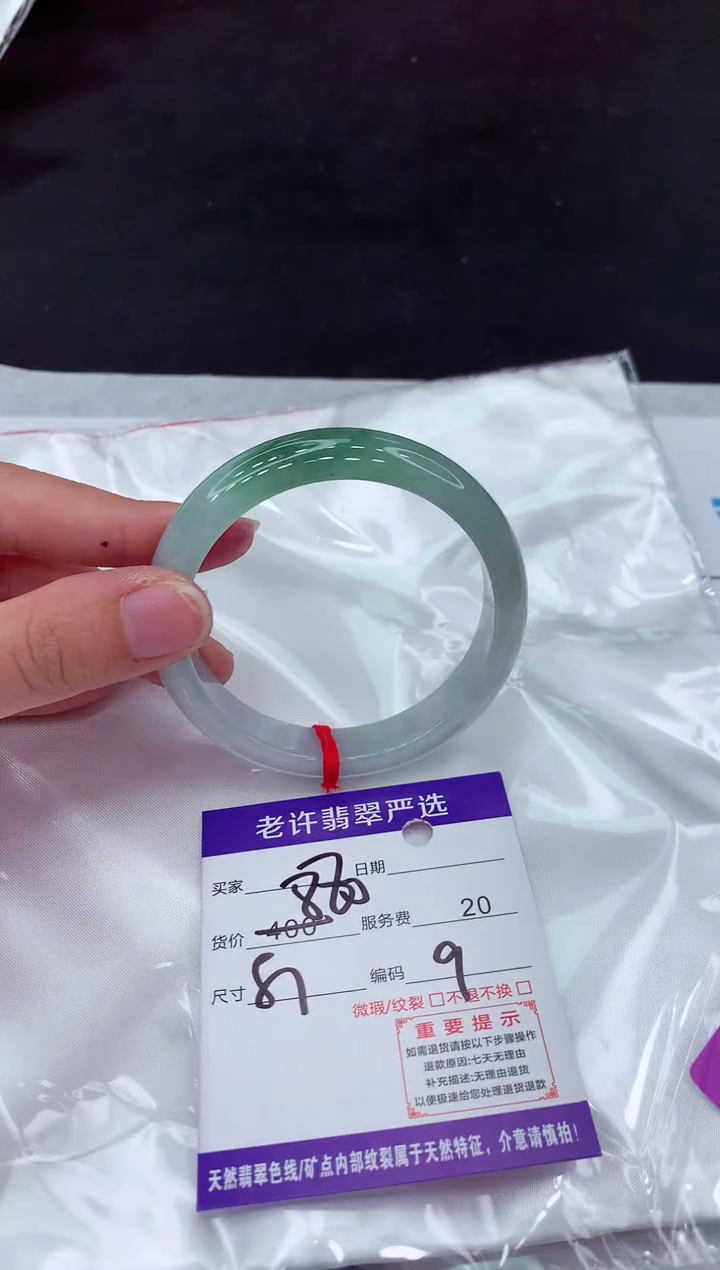 老许翡翠严选
买家 日期
货价 400 服务费 20
尺寸 编码 9
微瑕/纹裂 □不退不换 □
重要提示
如需退货请按以下步骤操作
退款原因:七天无理由
补充描述:无理由退货
以便极速给您处理退货退款
天然翡翠色线/矿点内部纹裂属于天然特征，介意请慎拍！